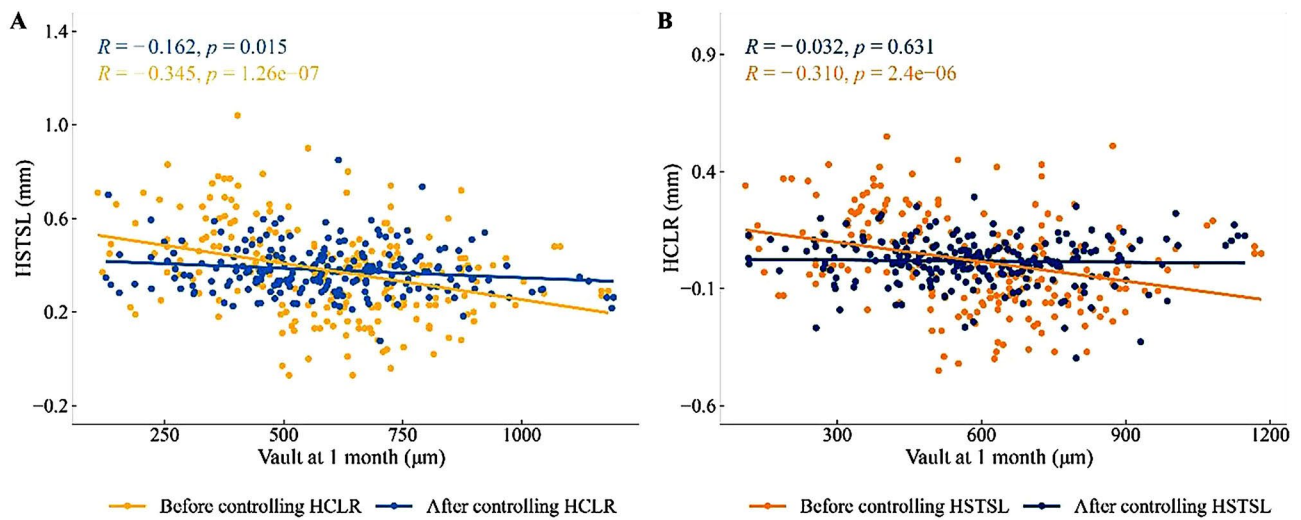 A
R = −0.162, p = 0.015
R = −0.345, p = 1.26e−07
1.4
1.0
0.6
0.2
−0.2
HSTSL (mm)
250 500 750 1000
Vault at 1 month (μm)
Before controlling HCLR After controlling HCLR
B
R = −0.032, p = 0.631
R = −0.310, p = 2.4e−06
0.9
0.4
−0.1
−0.6
HCLR (mm)
300 600 900 1200
Vault at 1 month (μm)
Before controlling HSTSL After controlling HSTSL